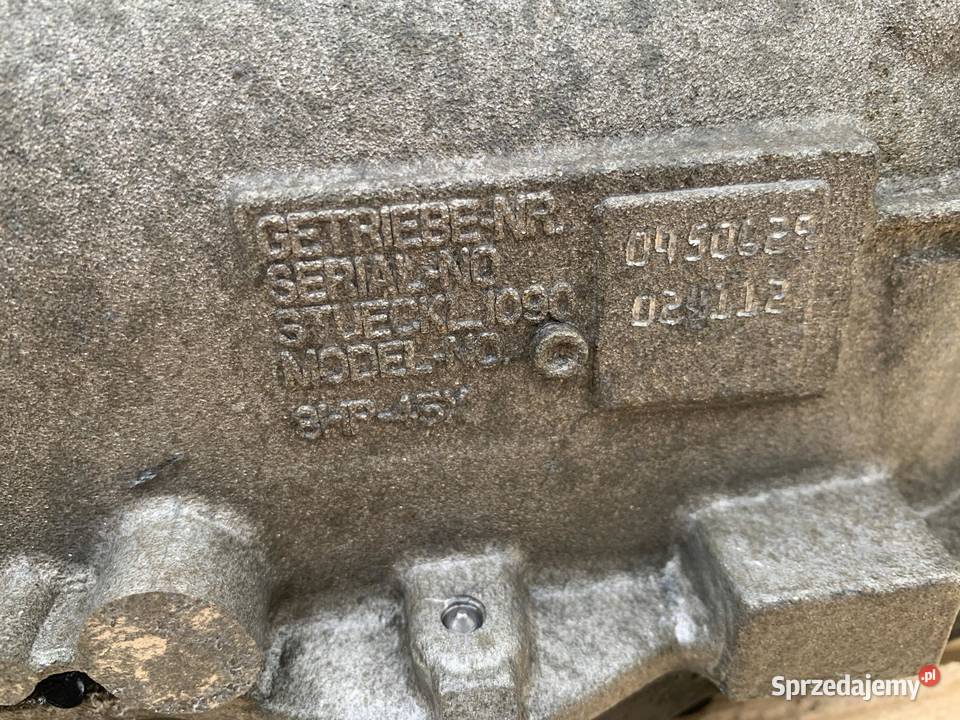 GETRIEBE-NR.
SERIAL-NO.
STUECKL. 1090
MODEL-NO.
8HP-45X
0450629
024112
Sprzedajemy.pl